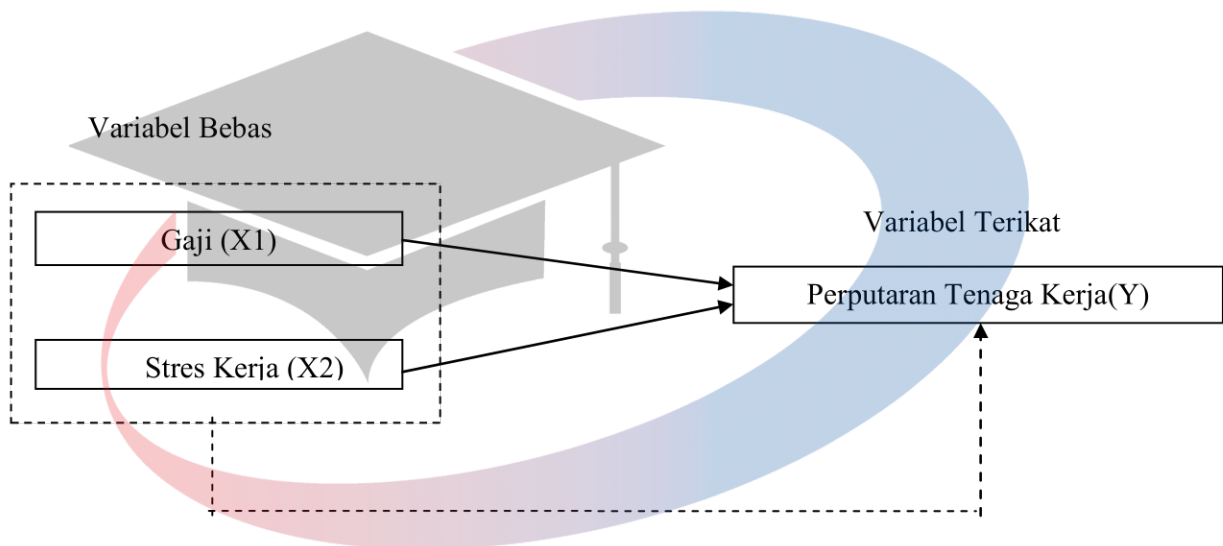 Variabel Bebas
Gaji (X1)
Variabel Terikat
Perputaran Tenaga Kerja(Y)
Stres Kerja (X2)